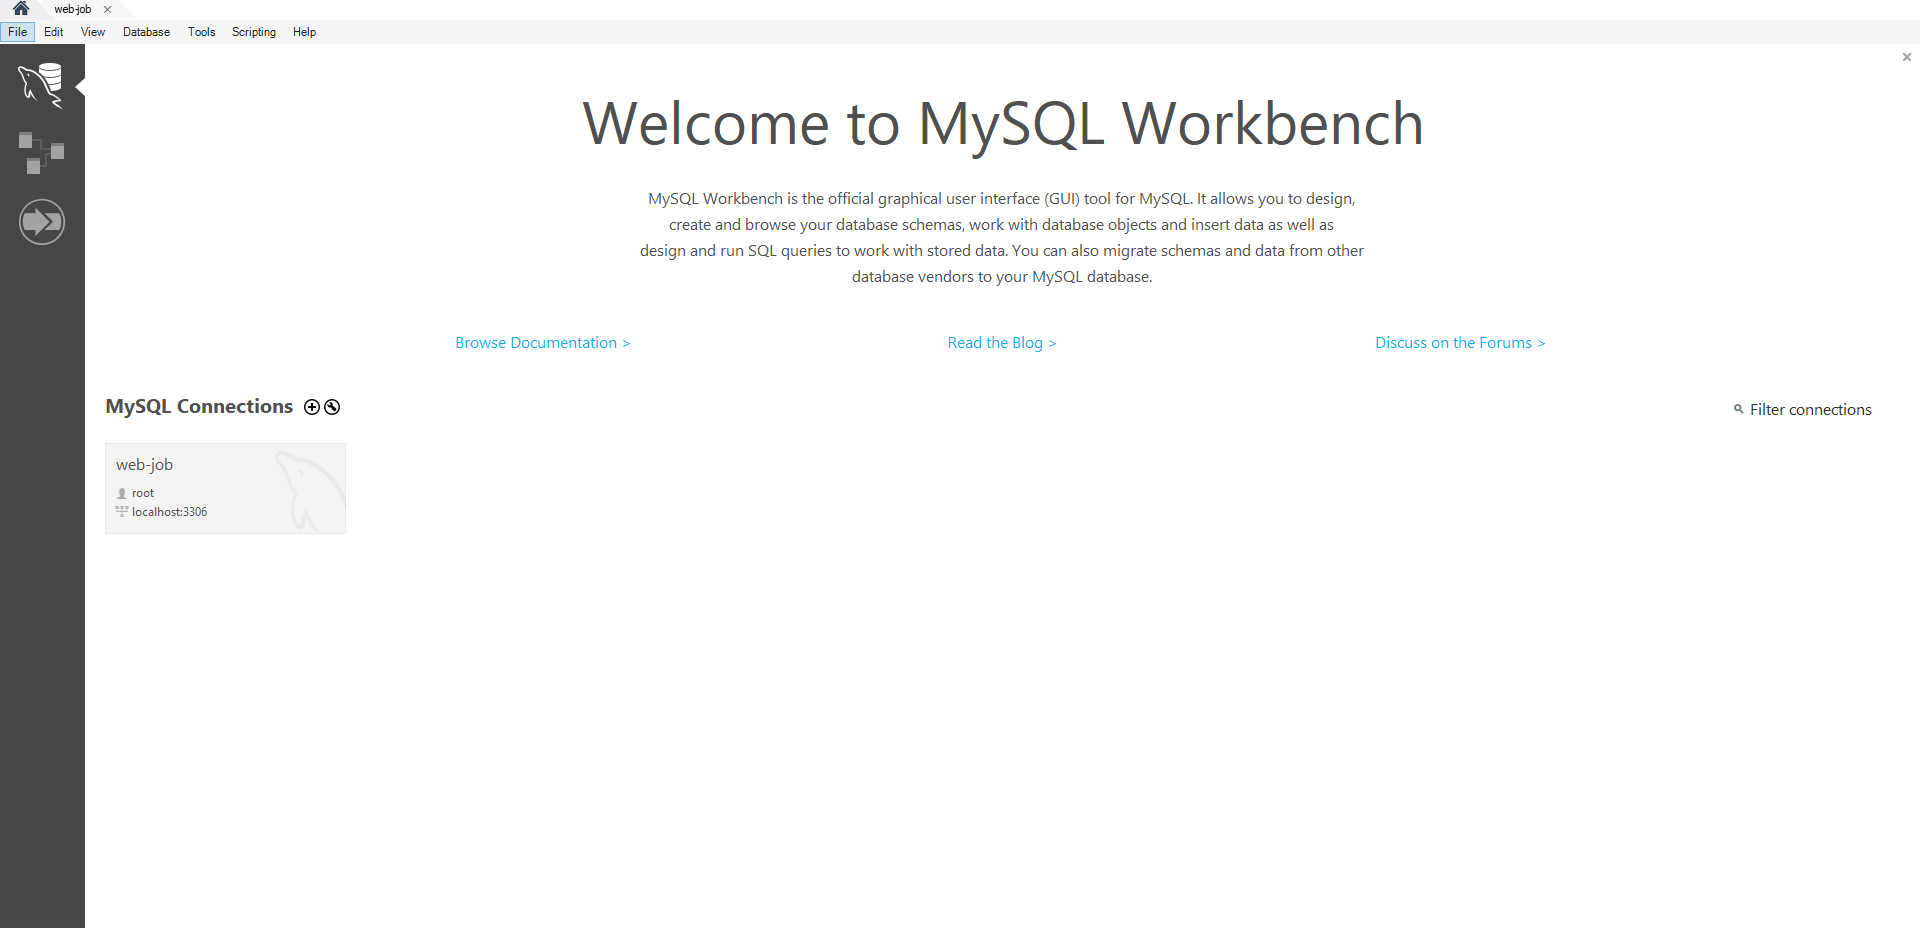 web-job
File Edit View Database Tools Scripting Help
Welcome to MySQL Workbench
MySQL Workbench is the official graphical user interface (GUI) tool for MySQL. It allows you to design,
create and browse your database schemas, work with database objects and insert data as well as
design and run SQL queries to work with stored data. You can also migrate schemas and data from other
database vendors to your MySQL database.
Browse Documentation > Read the Blog > Discuss on the Forums >
MySQL Connections
Filter connections
web-job
root
localhost:3306